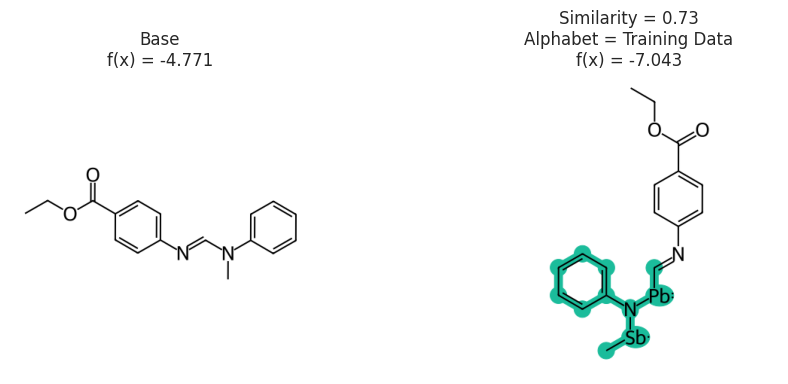 Base
f(x) = -4.771
O
O
N
N
Similarity = 0.73
Alphabet = Training Data
f(x) = -7.043
O
O
N
Pb:
N
Sb·